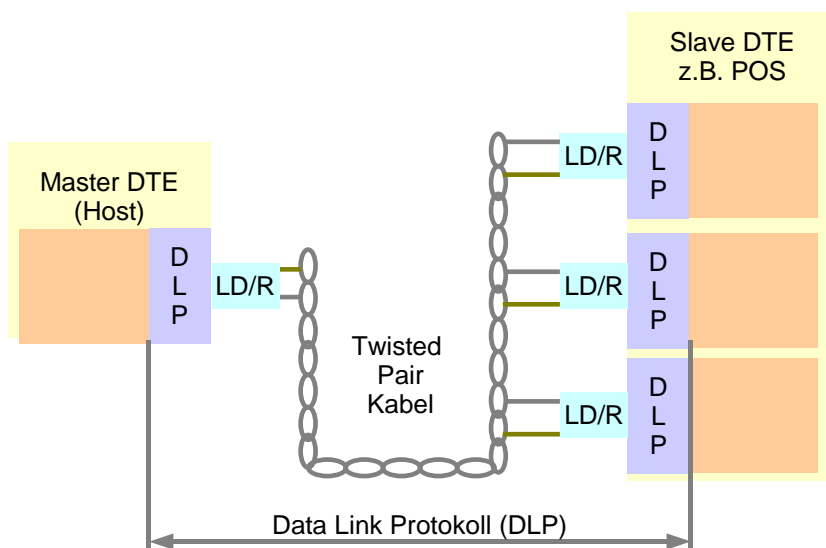 Slave DTE
z.B. POS
D
L
P
LD/R
Master DTE
(Host)
D
L
P
LD/R
D
L
P
LD/R
Twisted
Pair
Kabel
D
L
P
LD/R
Data Link Protokoll (DLP)